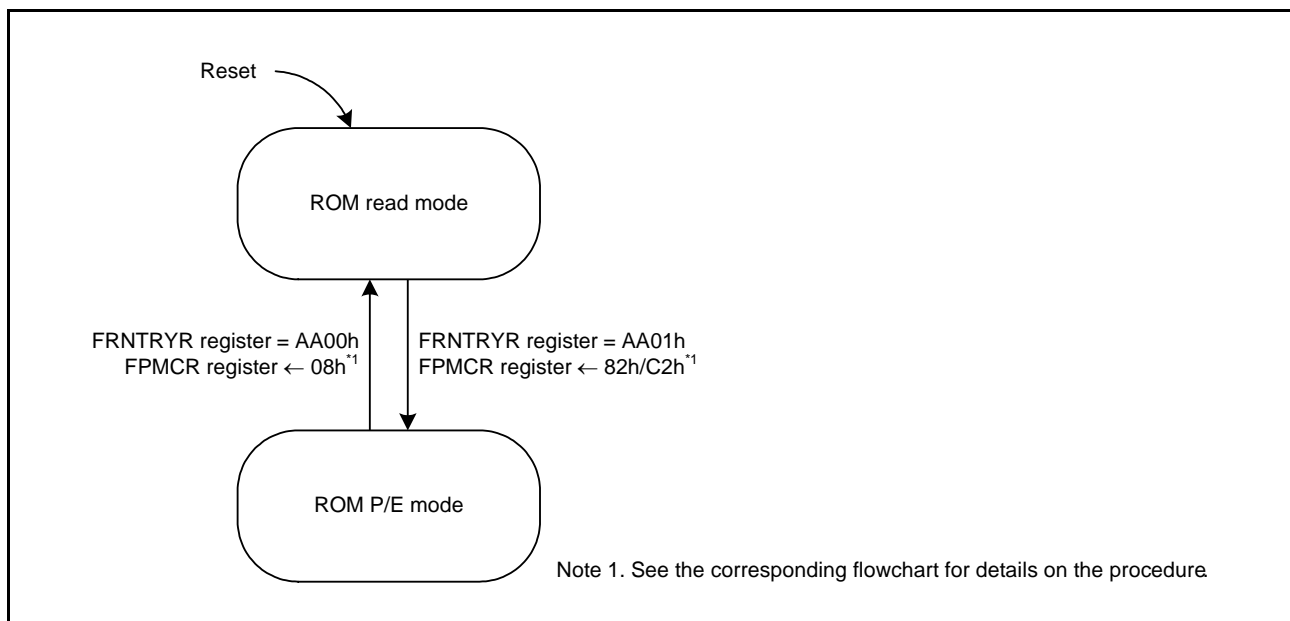 Reset
ROM read mode
FRNTRYR register = AA00h
FPMCR register ← 08h*1
FRNTRYR register = AA01h
FPMCR register ← 82h/C2h*1
ROM P/E mode
Note 1. See the corresponding flowchart for details on the procedure.